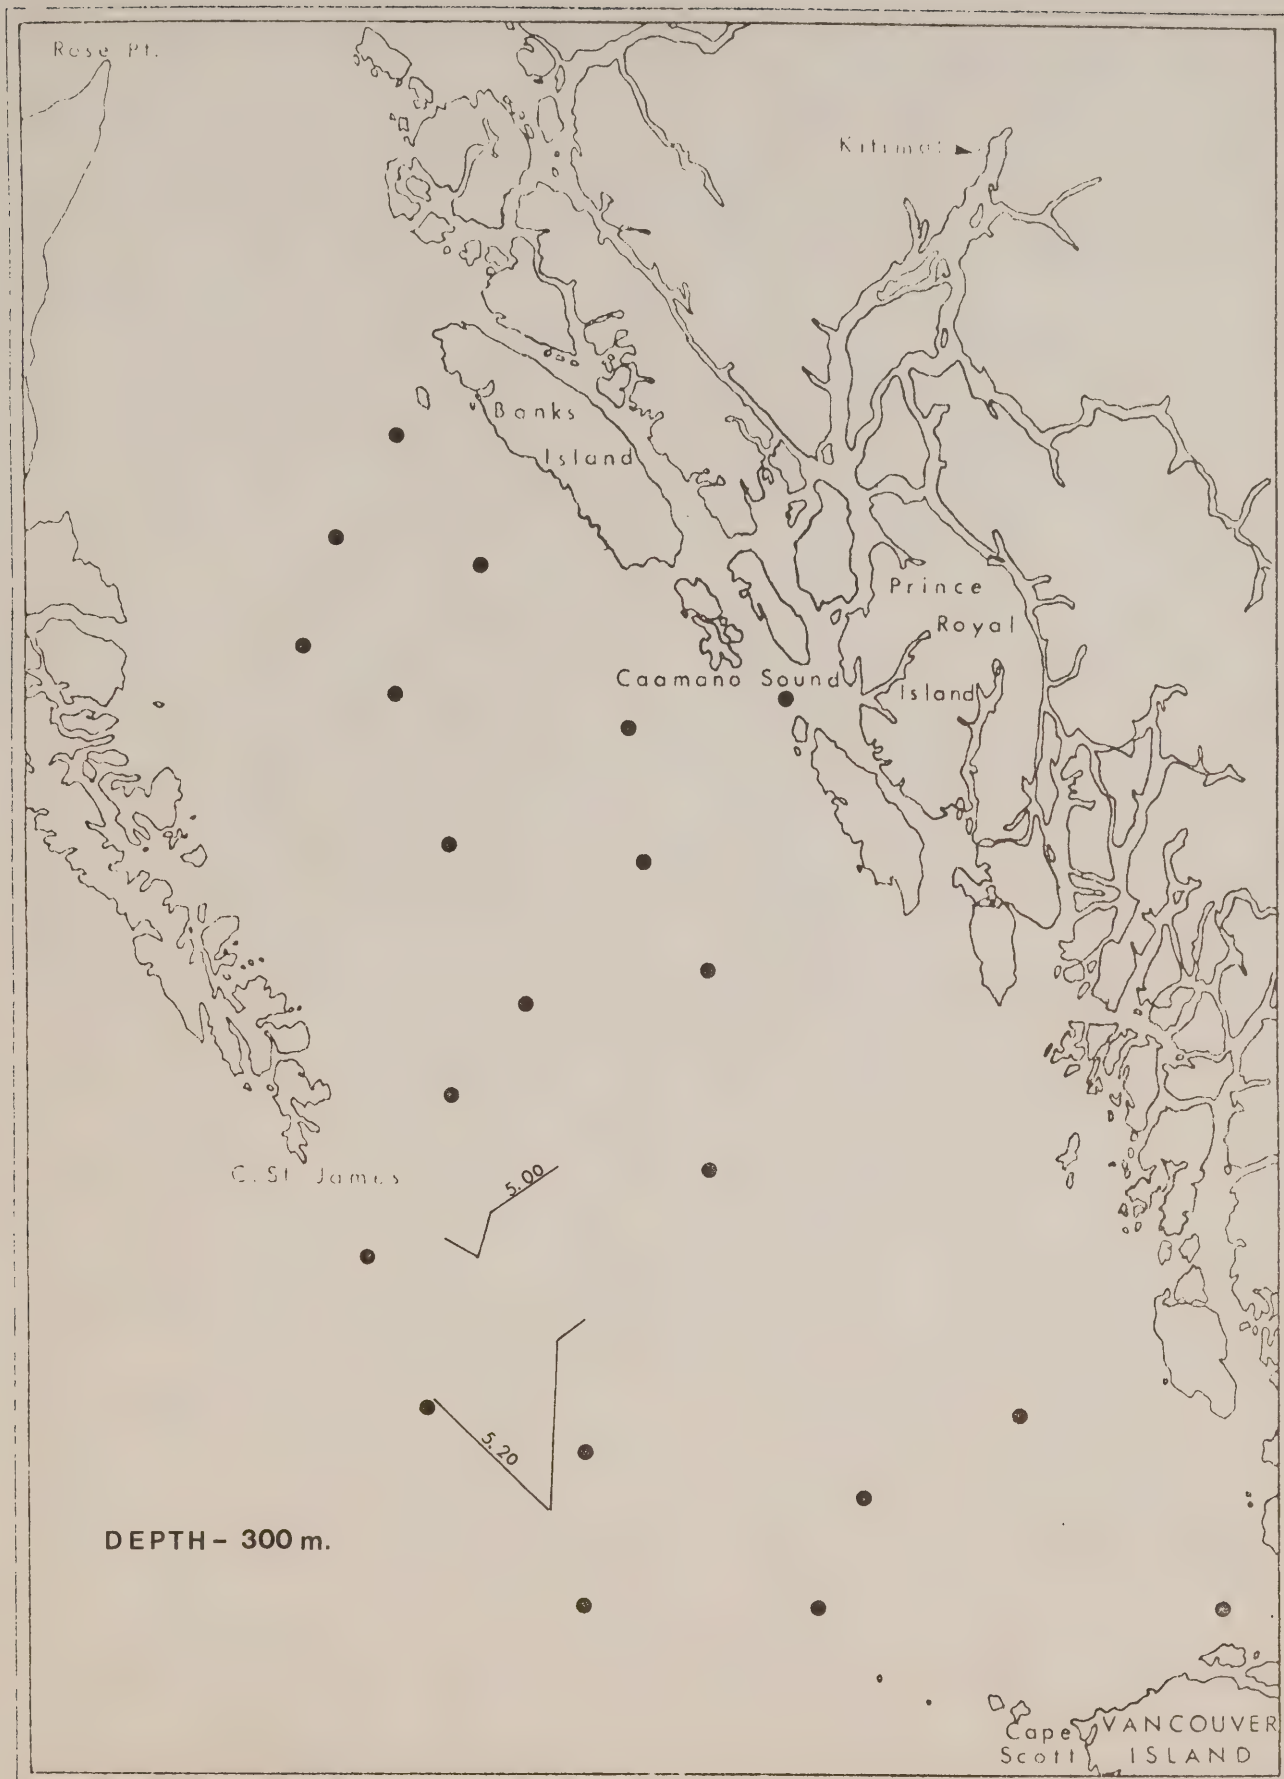 Rose Pt.
Kitimat
Banks
Island
Prince
Royal
Island
Caamano Sound
C. St James
5.00
5.20
DEPTH – 300 m.
Cape
Scott
VANCOUVER
ISLAND